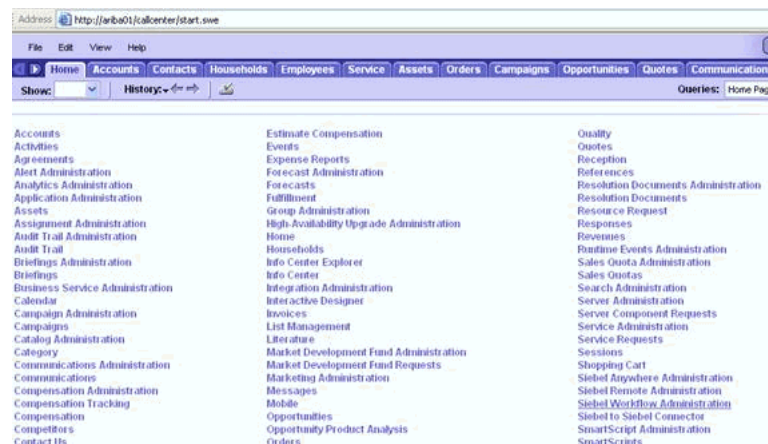 Address http://ariba01/callcenter/start.swe
File Edit View Help
Home Accounts Contacts Households Employees Service Assets Orders Campaigns Opportunities Quotes Communication
Show: History: Queries: Home Pag
Accounts
Activities
Agreements
Alert Administration
Analytics Administration
Application Administration
Assets
Assignment Administration
Audit Trail Administration
Audit Trail
Briefings Administration
Briefings
Business Service Administration
Calendar
Campaign Administration
Campaigns
Catalog Administration
Category
Communications Administration
Communications
Compensation Administration
Compensation Tracking
Compensation
Competitors
Contact Us
Estimate Compensation
Events
Expense Reports
Forecast Administration
Forecasts
Fulfillment
Group Administration
High-Availability Upgrade Administration
Home
Households
Info Center Explorer
Info Center
Integration Administration
Interactive Designer
Invoices
List Management
Literature
Market Development Fund Administration
Market Development Fund Requests
Marketing Administration
Messages
Mobile
Opportunities
Opportunity Product Analysis
Orders
Quality
Quotes
Reception
References
Resolution Documents Administration
Resolution Documents
Resource Request
Responses
Revenues
Runtime Events Administration
Sales Quota Administration
Sales Quotas
Search Administration
Server Administration
Server Component Requests
Service Administration
Service Requests
Sessions
Shopping Cart
Siebel Anywhere Administration
Siebel Remote Administration
Siebel Workflow Administration
Siebel to Siebel Connector
SmartScript Administration
SmartScripts